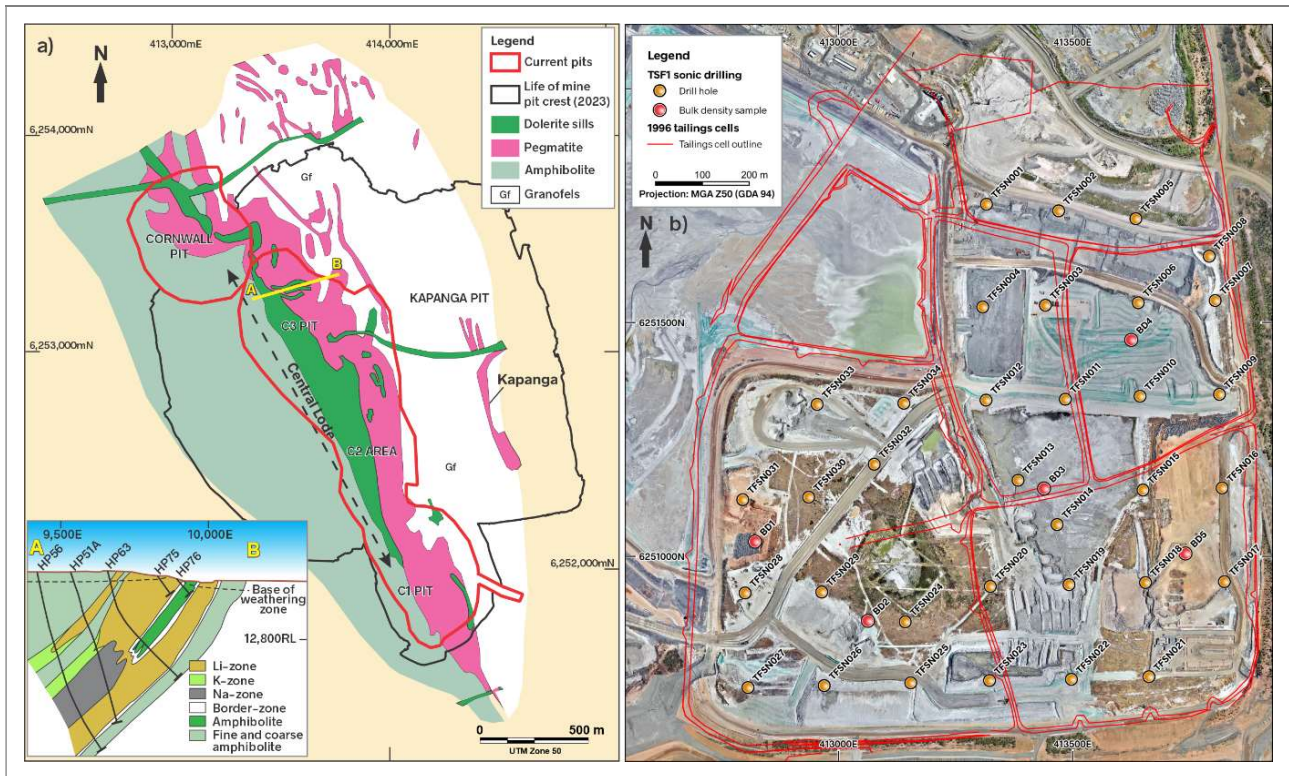 a)
N
413,000mE
414,000mE
6,254,000mN
6,253,000mN
6,252,000mN
Legend
Current pits
Life of mine
pit crest (2023)
Dolerite sills
Pegmatite
Amphibolite
Gf
Granofels
Gf
CORNWALL
PIT
A
B
KAPANGA PIT
C3 PIT
Kapanga
Central Lode
C2 AREA
Gf
C1 PIT
0
500 m
UTM Zone 50
9,500E
10,000E
A
B
HP56
HP51A
HP63
HP75
HP76
Base of
weathering
zone
12,800RL
Li-zone
K-zone
Na-zone
Border-zone
Amphibolite
Fine and coarse
amphibolite
413000E
413500E
Legend
TSF1 sonic drilling
Drill hole
Bulk density sample
1996 tailings cells
Tailings cell outline
0 100 200 m
Projection: MGA Z50 (GDA 94)
N
b)
6251500N
6251000N
TFSN001
TFSN002
TFSN005
TFSN008
TFSN004
TFSN003
TFSN006
TFSN007
BD4
TFSN033
TFSN034
TFSN012
TFSN011
TFSN010
TFSN009
TFSN032
TFSN031
TFSN030
TFSN013
BD3
TFSN015
TFSN016
TFSN014
BD1
BD5
TFSN028
TFSN029
TFSN020
TFSN019
TFSN018
TFSN017
BD2
TFSN024
TFSN027
TFSN026
TFSN025
TFSN023
TFSN022
TFSN021
413000E
413500E